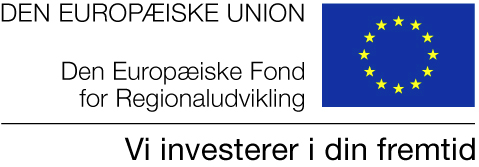 DEN EUROPÆISKE UNION
Den Europæiske Fond
for Regionaludvikling
Vi investerer i din fremtid